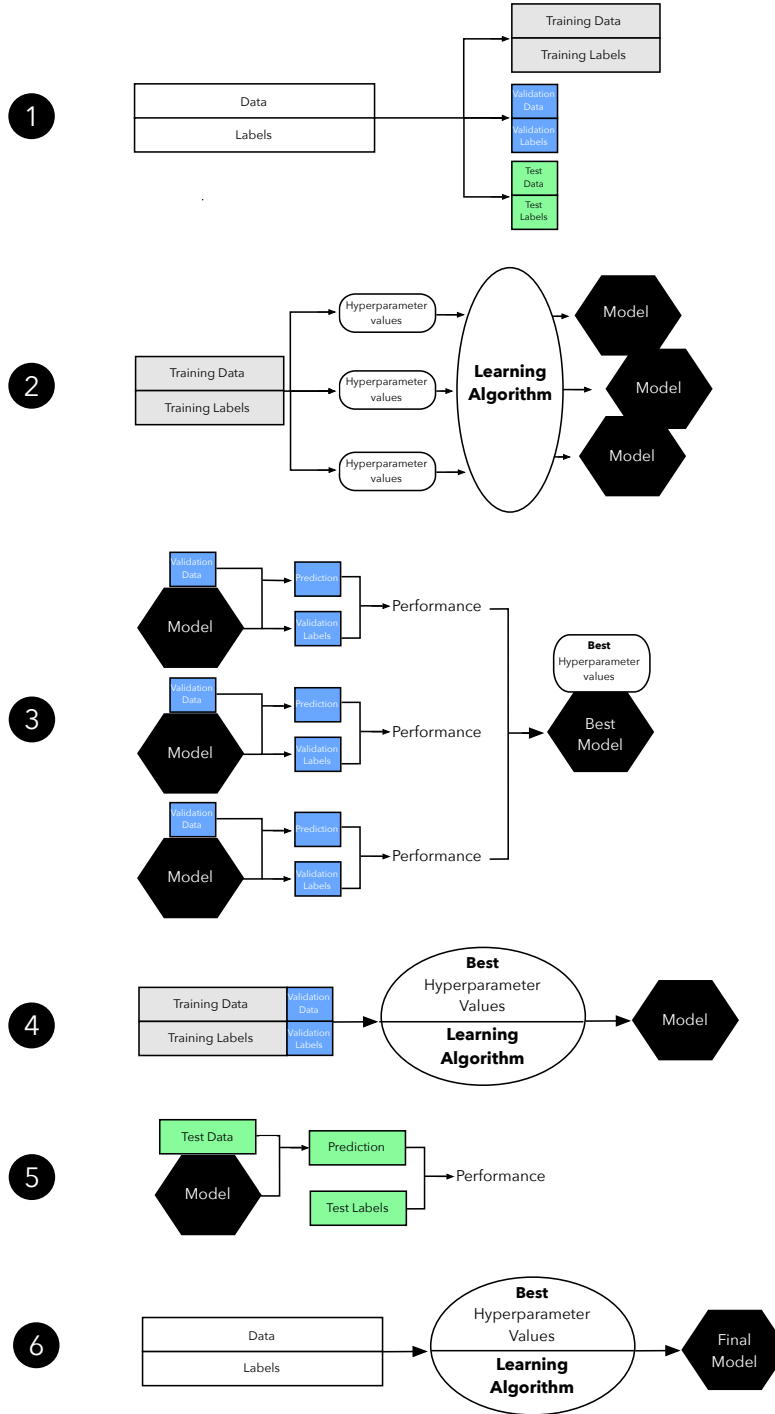 1
Data
Labels
Training Data
Training Labels
Validation
Data
Validation
Labels
Test
Data
Test
Labels
2
Training Data
Training Labels
Hyperparameter
values
Hyperparameter
values
Hyperparameter
values
Learning
Algorithm
Model
Model
Model
3
Validation
Data
Model
Prediction
Validation
Labels
Performance
Validation
Data
Model
Prediction
Validation
Labels
Performance
Validation
Data
Model
Prediction
Validation
Labels
Performance
Best
Hyperparameter
values
Best
Model
4
Training Data
Training Labels
Validation
Data
Validation
Labels
Best
Hyperparameter
Values
Learning
Algorithm
Model
5
Test Data
Model
Prediction
Test Labels
Performance
6
Data
Labels
Best
Hyperparameter
Values
Learning
Algorithm
Final
Model